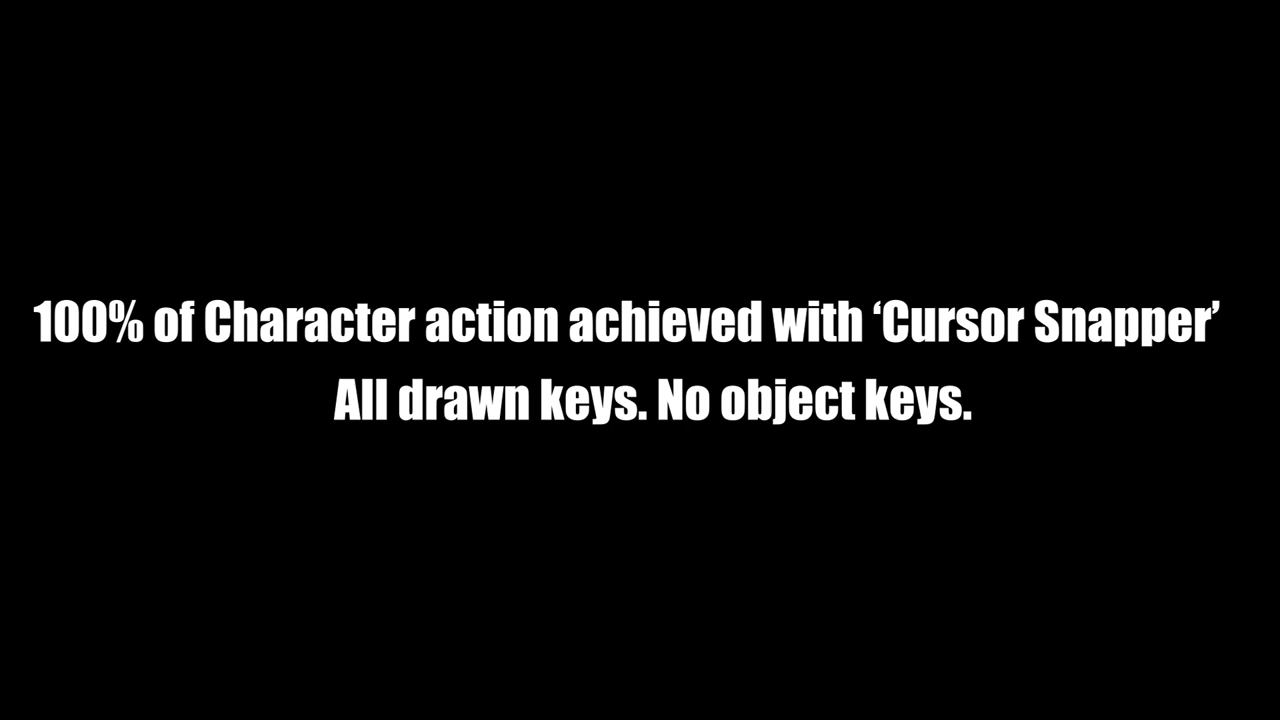 100% of Character action achieved with ‘Cursor Snapper’
All drawn keys. No object keys.